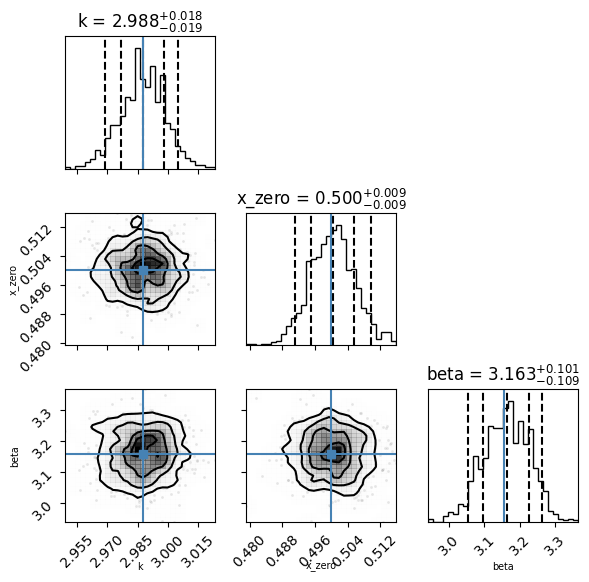 k = 2.988+0.018 −0.019
x_zero = 0.500+0.009 −0.009
x_zero
0.512
0.504
0.496
0.488
0.480
beta = 3.163+0.101 −0.109
beta
3.3
3.2
3.1
3.0
2.955 2.970 2.985 3.000 3.015
k
0.480 0.488 0.496 0.504 0.512
x_zero
3.0 3.1 3.2 3.3
beta